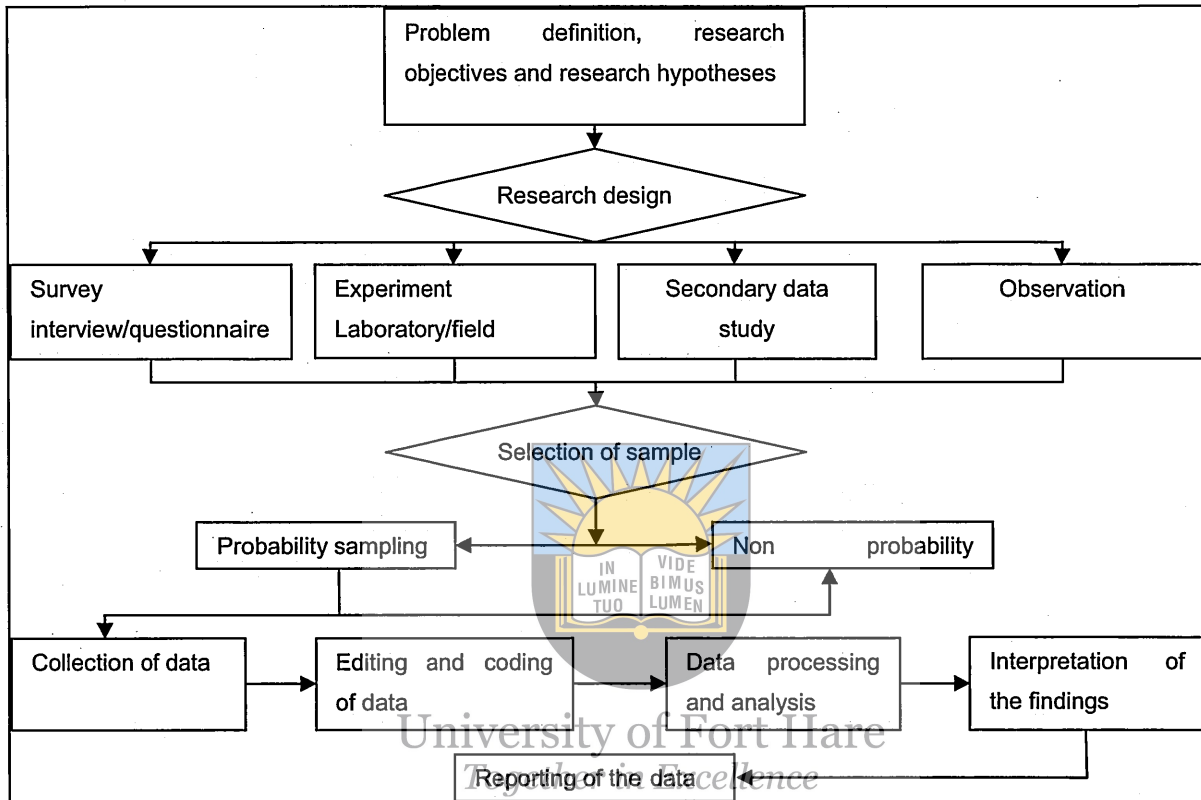 Problem definition, research
objectives and research hypotheses
Research design
Survey
interview/questionnaire
Experiment
Laboratory/field
Secondary data
study
Observation
Selection of sample
Probability sampling
Non probability
IN
LUMINE
TUO
VIDE
BIMUS
LUMEN
Collection of data
Editing and coding
of data
Data processing
and analysis
Interpretation of
the findings
University of Fort Hare
Together in Excellence
Reporting of the data